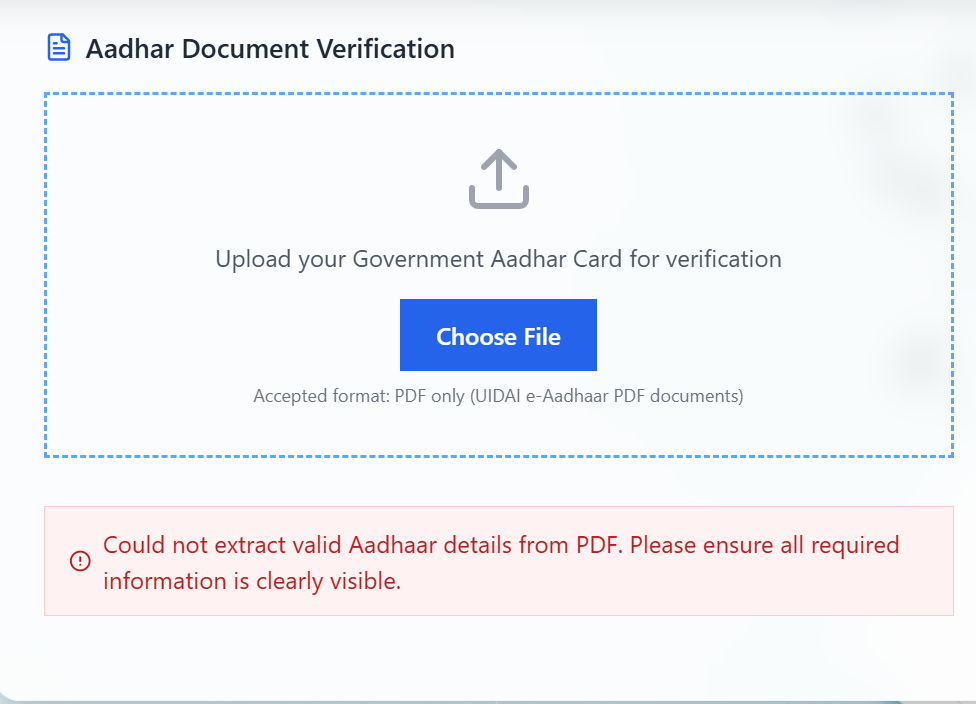 Aadhar Document Verification
Upload your Government Aadhar Card for verification
Choose File
Accepted format: PDF only (UIDAI e-Aadhaar PDF documents)
Could not extract valid Aadhaar details from PDF. Please ensure all required
information is clearly visible.